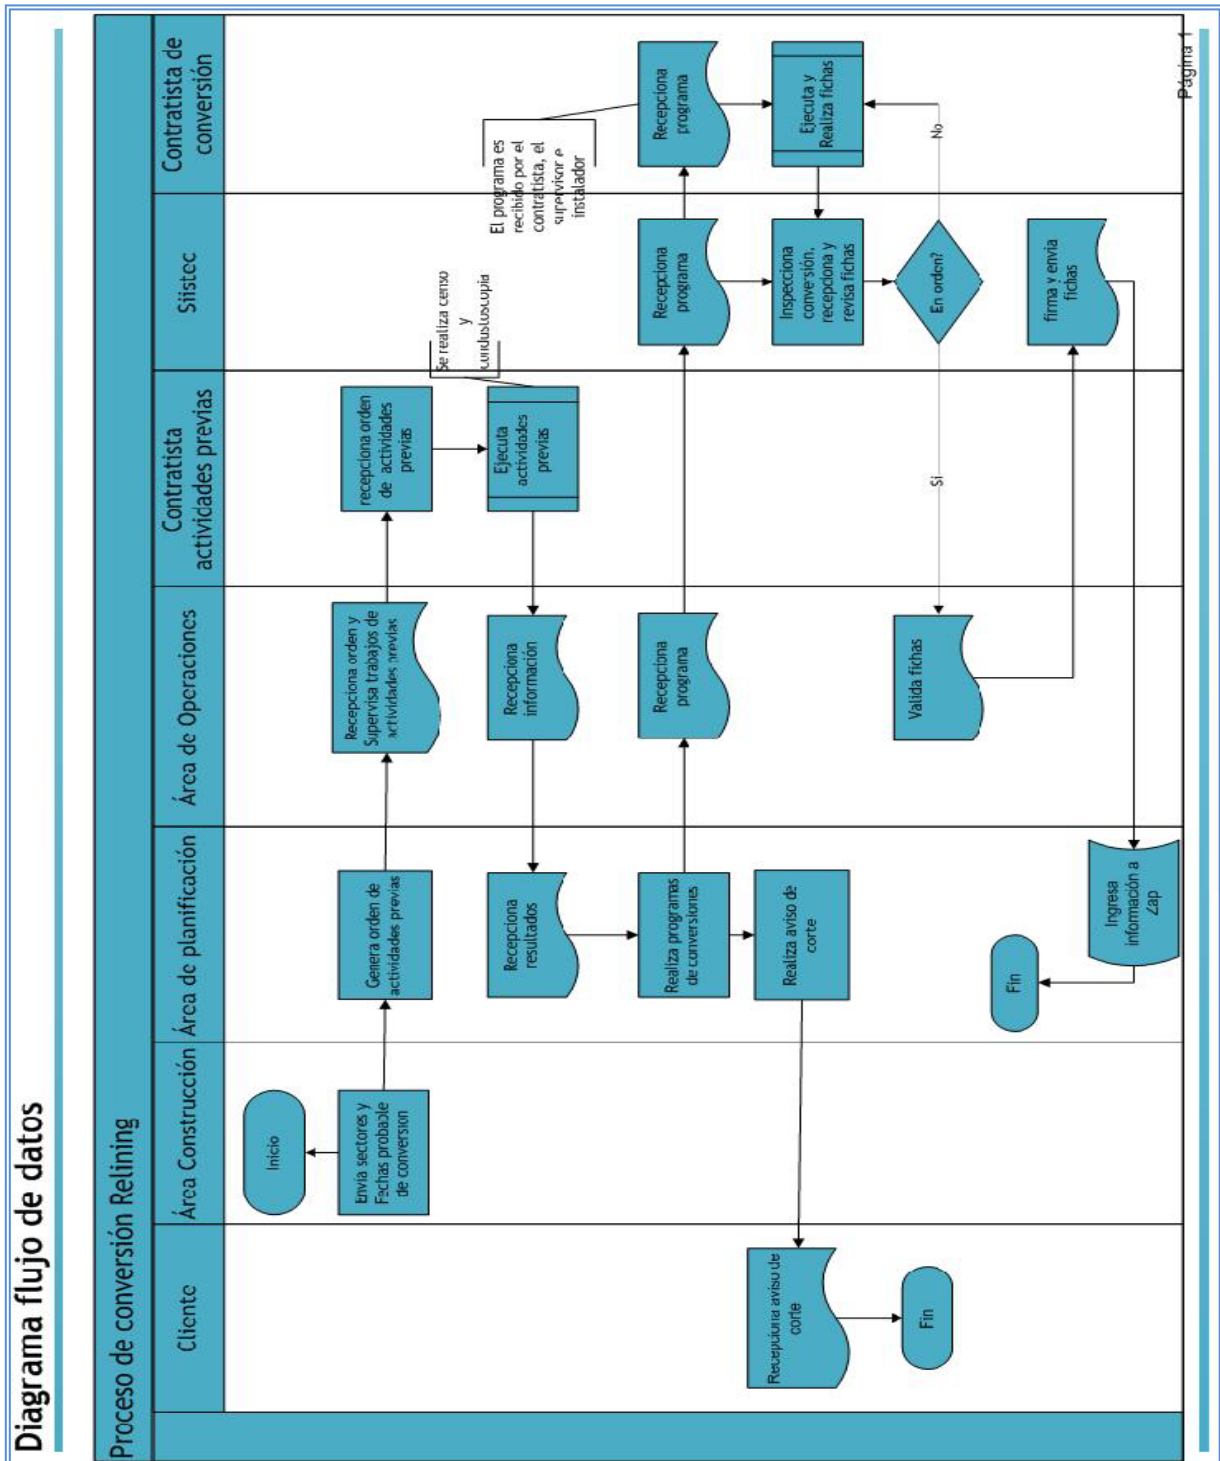 Diagrama flujo de datos
Proceso de conversión Relining
Cliente
Área Construcción
Área de planificación
Área de Operaciones
Contratista
actividades previas
Siistec
Contratista de
conversión
Inicio
Envía sectores y
Fechas probable
de conversion
Genera orden de
actividades previas
Recepciona orden y
Supervisa trabajos de
actividades previas
recepciona orden
de actividades
previas
Se realiza censo
y
Ejecuta
actividades
previas
Recepciona
información
Recepciona
resultados
Realiza programas
de conversiones
Recepciona
programa
Recepciona
programa
Recepciona
programa
El programa es
recibido por el
contratista, el
supervisor e
instalador
Realiza aviso de
corte
Recepciona aviso de
corte
Fin
Ejecuta y
Realiza fichas
Inspecciona
conversión,
recepciona y
revisa fichas
En orden?
No
Si
Valida fichas
firma y envia
fichas
Ingresa
información a
Zap
Fin
Página 1